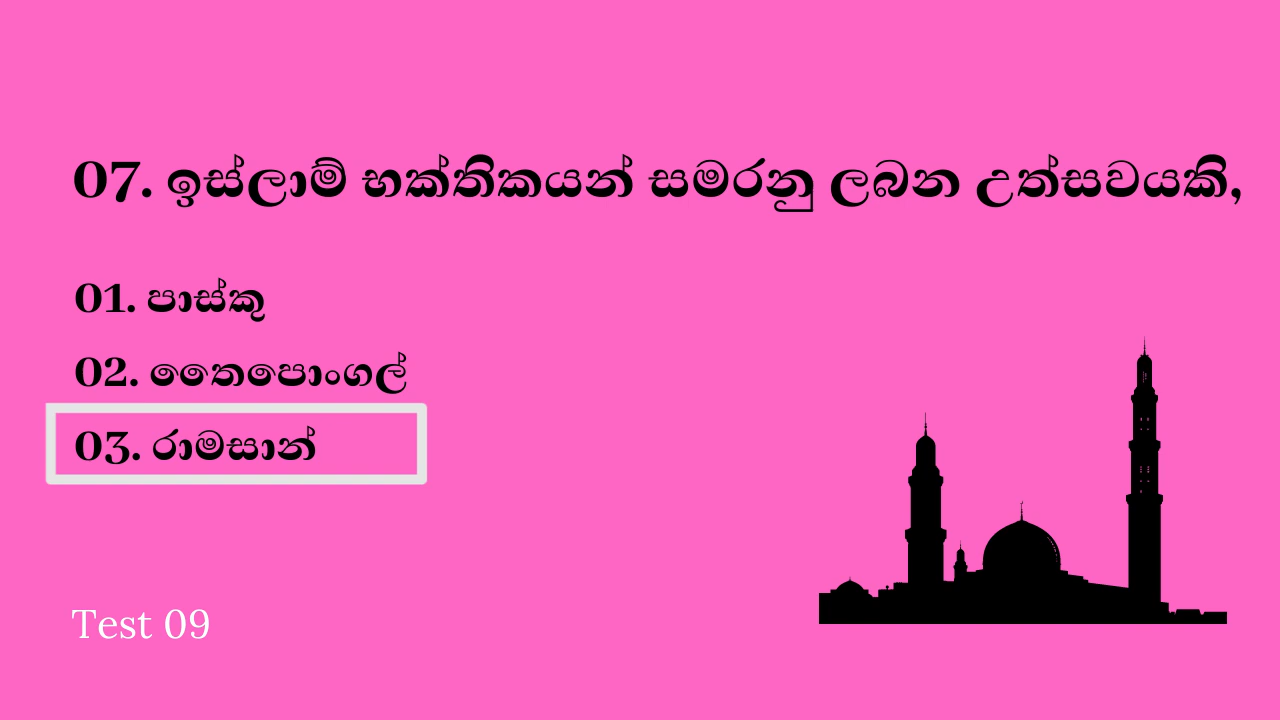 07. ඉස්ලාම් භක්තිකයන් සමරනු ලබන උත්සවයකි,
01. පාස්කු
02. තෛපොංගල්
03. රාමසාන්
Test 09